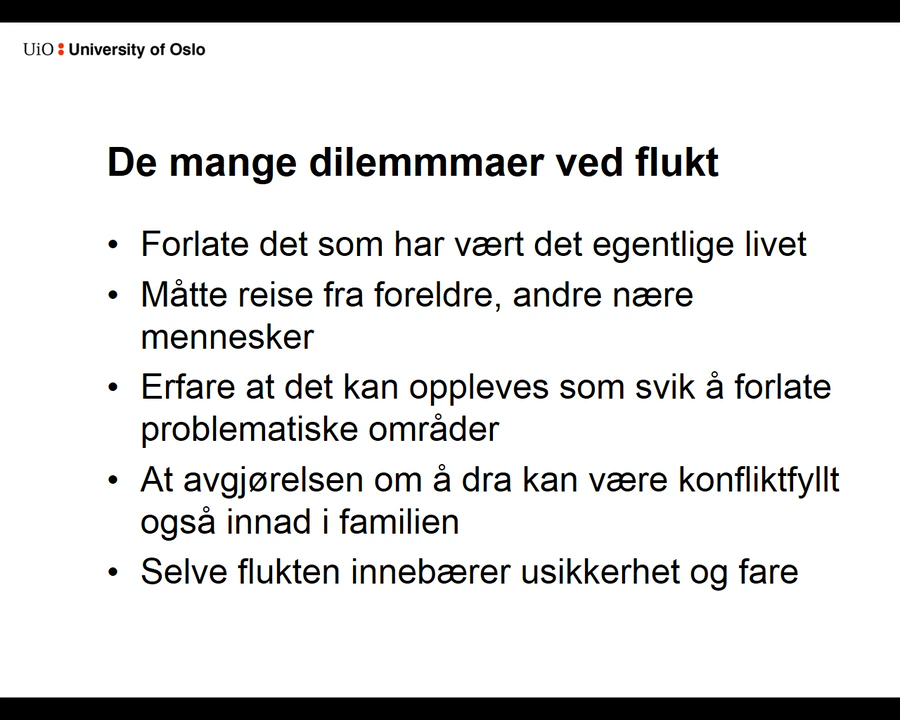 UiO: University of Oslo
De mange dilemmmaer ved flukt
• Forlate det som har vært det egentlige livet
• Måtte reise fra foreldre, andre nære
mennesker
• Erfare at det kan oppleves som svik å forlate
problematiske områder
• At avgjørelsen om å dra kan være konfliktfyllt
også innad i familien
• Selve flukten innebærer usikkerhet og fare